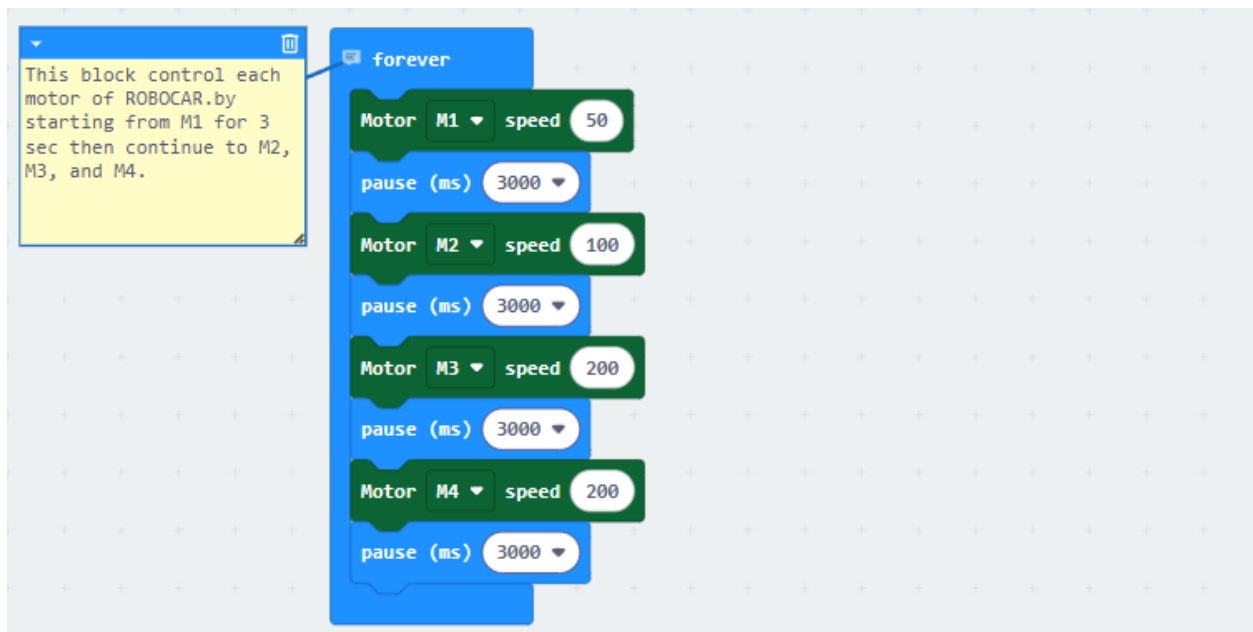 This block control each
motor of ROBOCAR.by
starting from M1 for 3
sec then continue to M2,
M3, and M4.
forever
Motor M1 speed 50
pause (ms) 3000
Motor M2 speed 100
pause (ms) 3000
Motor M3 speed 200
pause (ms) 3000
Motor M4 speed 200
pause (ms) 3000